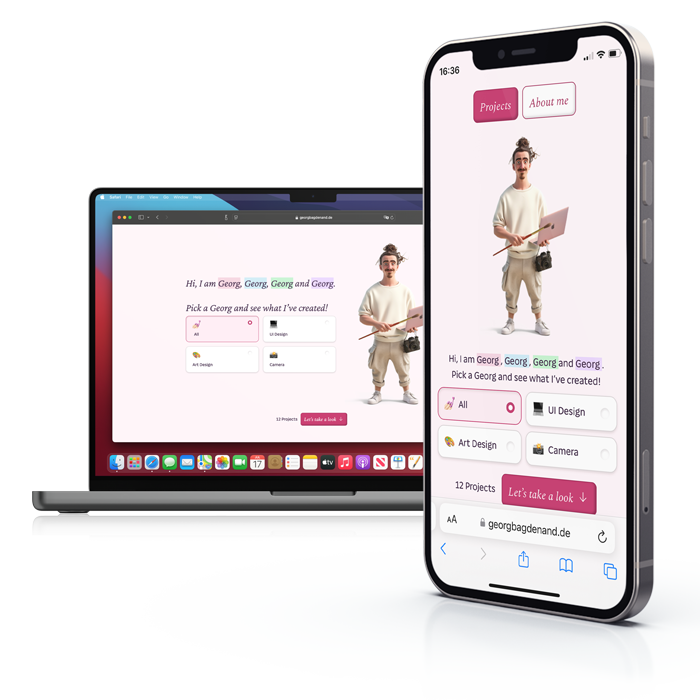 Safari File Edit View Go Window Help
georgbagdenand.de
Hi, I am Georg, Georg, Georg and Georg.
Pick a Georg and see what I've created!
All
UI Design
Art Design
Camera
12 Projects
Let's take a look ↓
17
tv
16:36
Projects
About me
Hi, I am Georg , Georg , Georg and Georg .
Pick a Georg and see what I've created!
All
UI Design
Art Design
Camera
12 Projects
Let's take a look ↓
AA
georgbagdenand.de